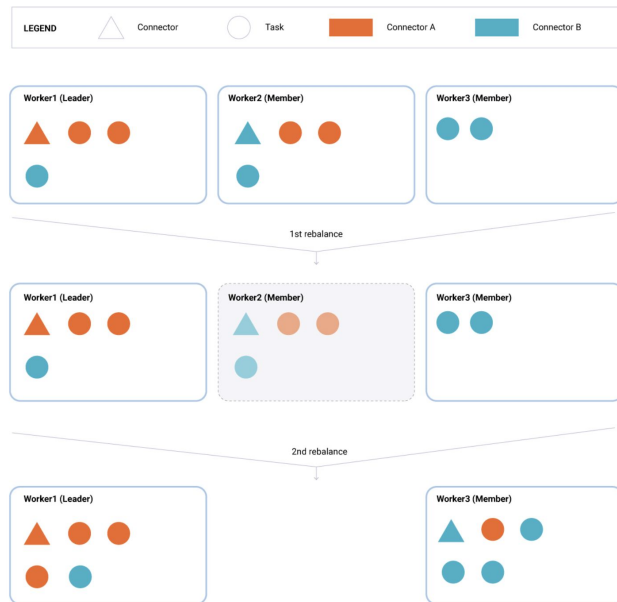 LEGEND Connector Task Connector A Connector B
Worker1 (Leader) Worker2 (Member) Worker3 (Member)
1st rebalance
Worker1 (Leader) Worker2 (Member) Worker3 (Member)
2nd rebalance
Worker1 (Leader) Worker3 (Member)